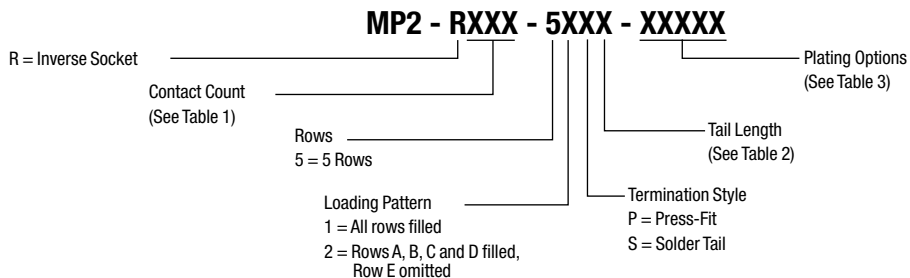 MP2 - RXXX - 5XXX - XXXXX
R = Inverse Socket
Contact Count
(See Table 1)
Rows
5 = 5 Rows
Loading Pattern
1 = All rows filled
2 = Rows A, B, C and D filled,
Row E omitted
Termination Style
P = Press-Fit
S = Solder Tail
Tail Length
(See Table 2)
Plating Options
(See Table 3)